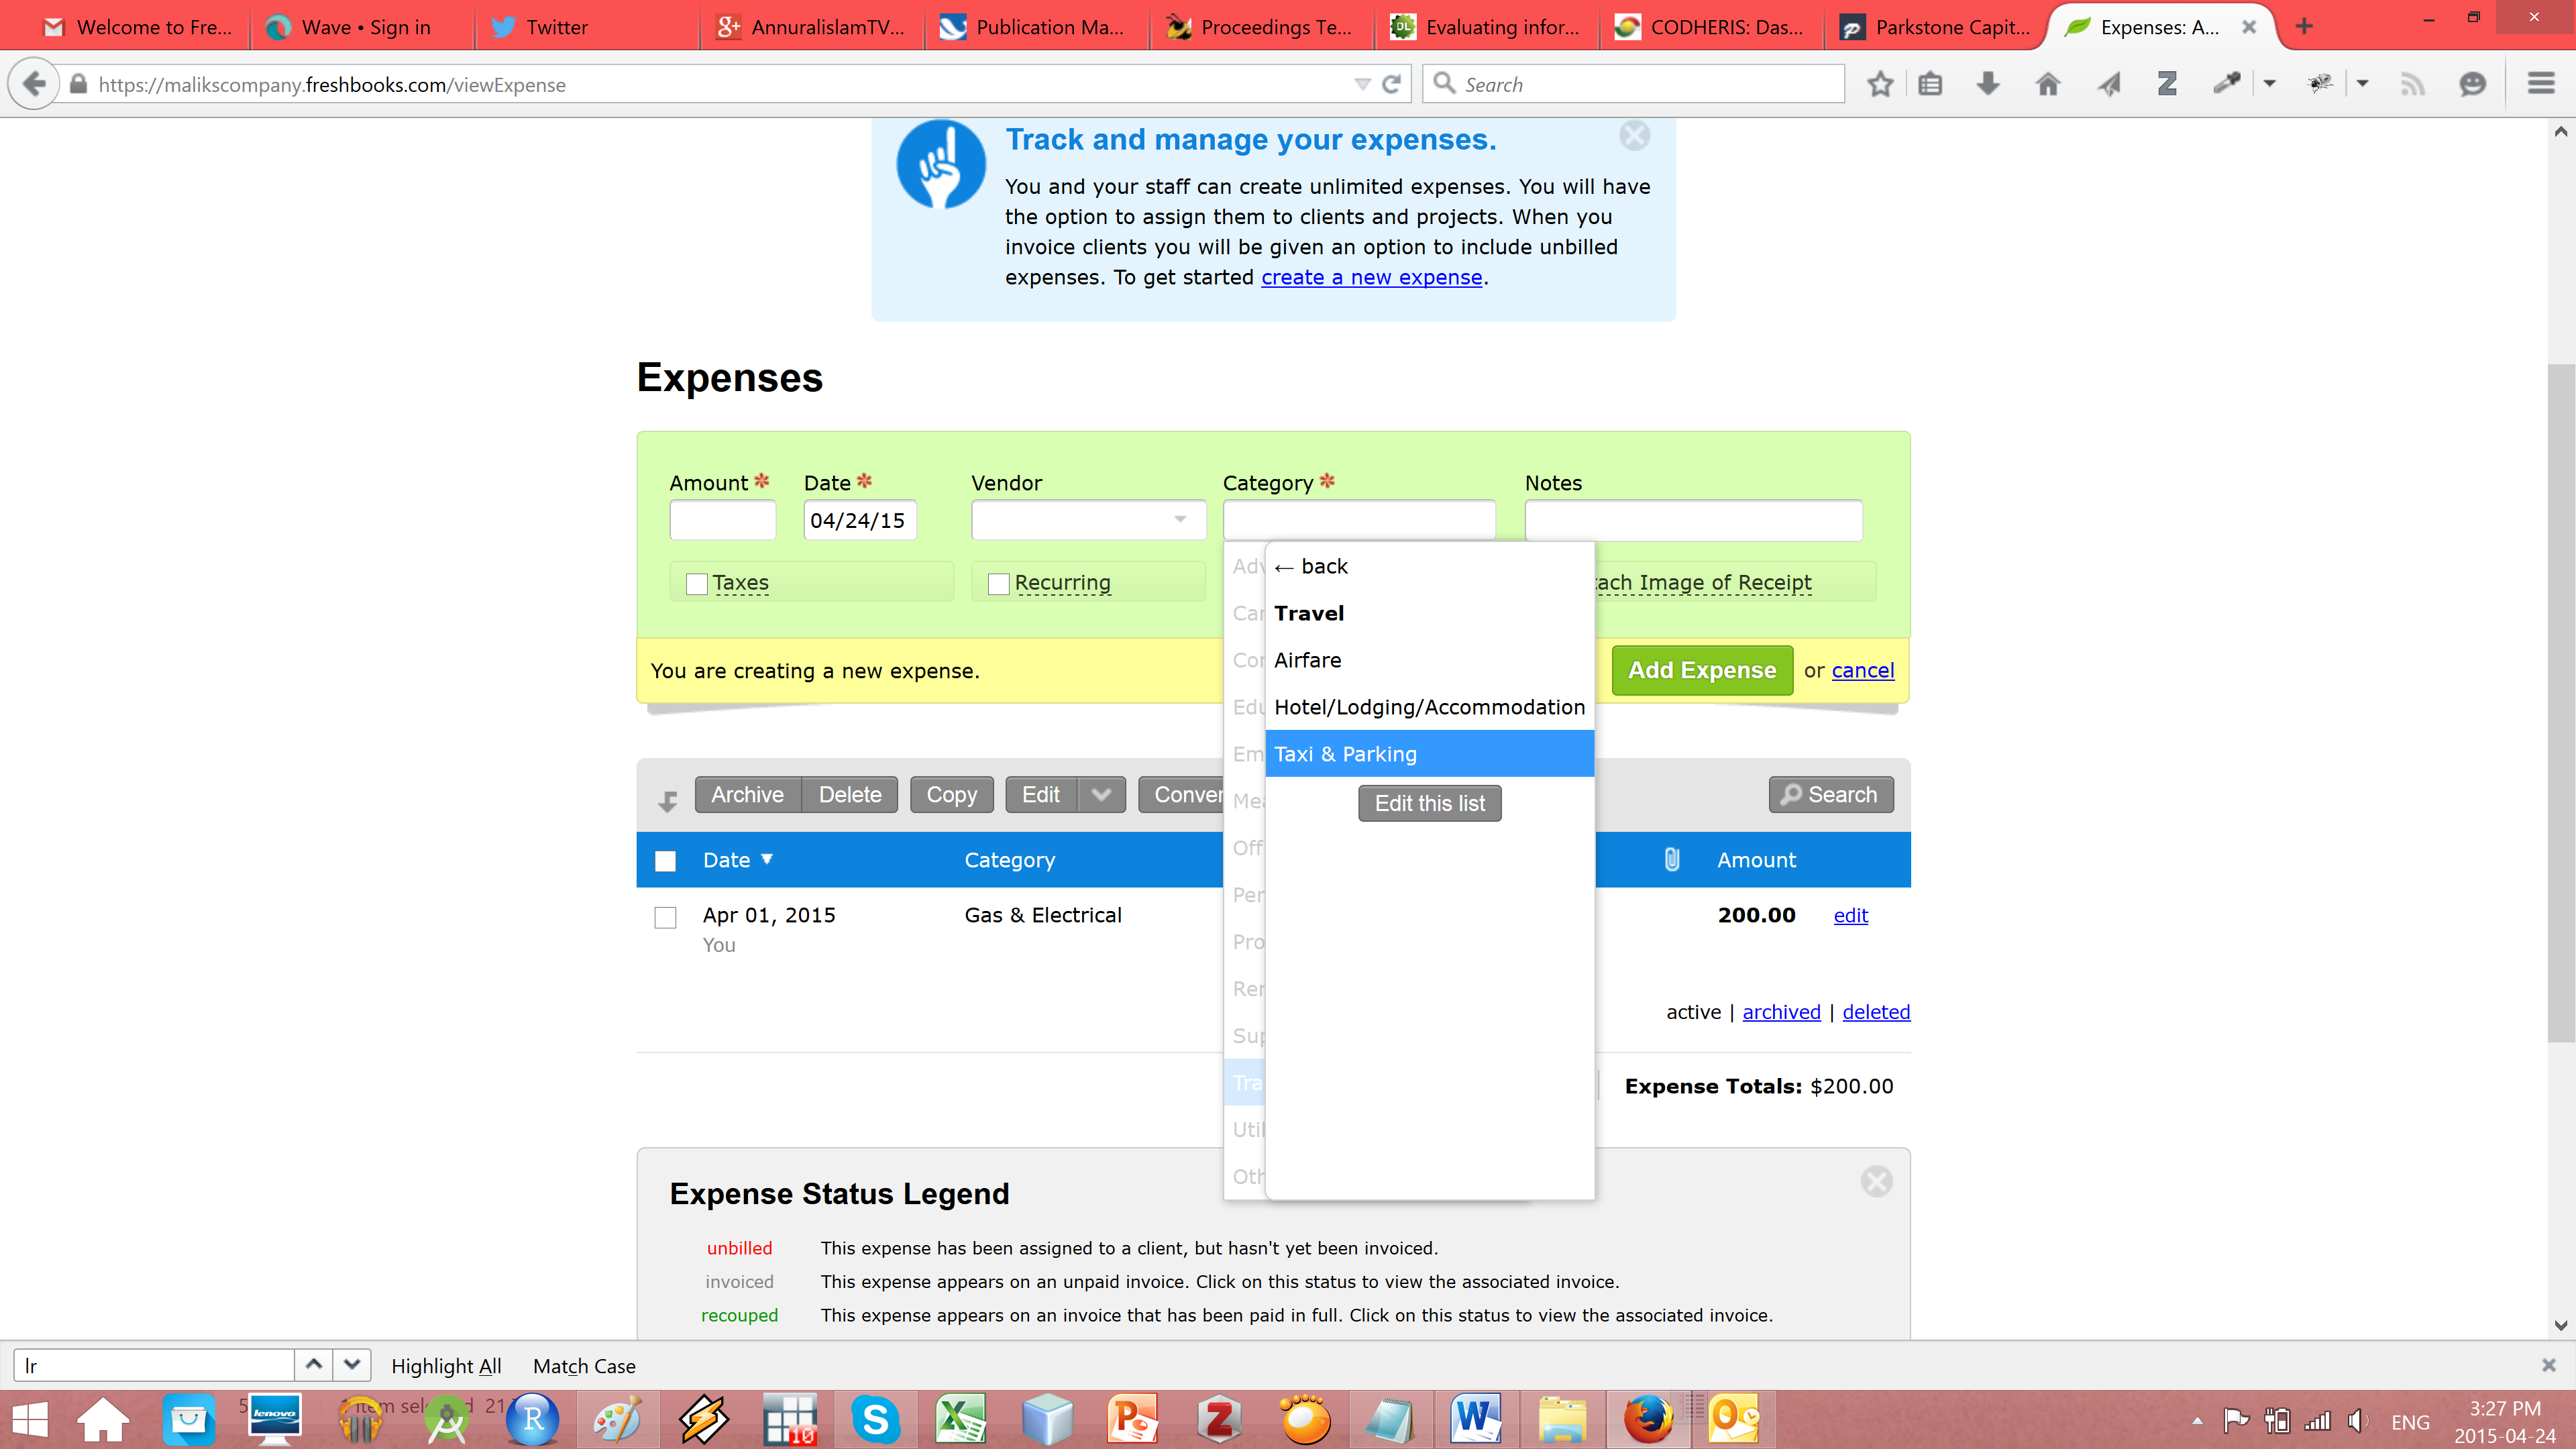 Welcome to Fre...
Wave • Sign in
Twitter
AnnuralislamTV...
Publication Ma...
Proceedings Te...
Evaluating infor...
CODHERIS: Das...
Parkstone Capit...
Expenses: A...
https://malikscompany.freshbooks.com/viewExpense
Search
Track and manage your expenses.
You and your staff can create unlimited expenses. You will have
the option to assign them to clients and projects. When you
invoice clients you will be given an option to include unbilled
expenses. To get started create a new expense.
Expenses
Amount * Date * Vendor Category * Notes
04/24/15
Taxes Recurring ach Image of Receipt
Adv
Car
Con
Edu
Em
Mea
Off
Per
Pro
Ren
Sup
Tra
Util
Oth
← back
Travel
Airfare
Hotel/Lodging/Accommodation
Taxi & Parking
Edit this list
You are creating a new expense.
Add Expense or cancel
Archive Delete Copy Edit Conver Search
Date ▼ Category Amount
Apr 01, 2015 Gas & Electrical 200.00 edit
You
active | archived | deleted
Expense Totals: $200.00
Expense Status Legend
unbilled This expense has been assigned to a client, but hasn't yet been invoiced.
invoiced This expense appears on an unpaid invoice. Click on this status to view the associated invoice.
recouped This expense appears on an invoice that has been paid in full. Click on this status to view the associated invoice.
lr Highlight All Match Case
lenovo
10
ENG
3:27 PM
2015-04-24